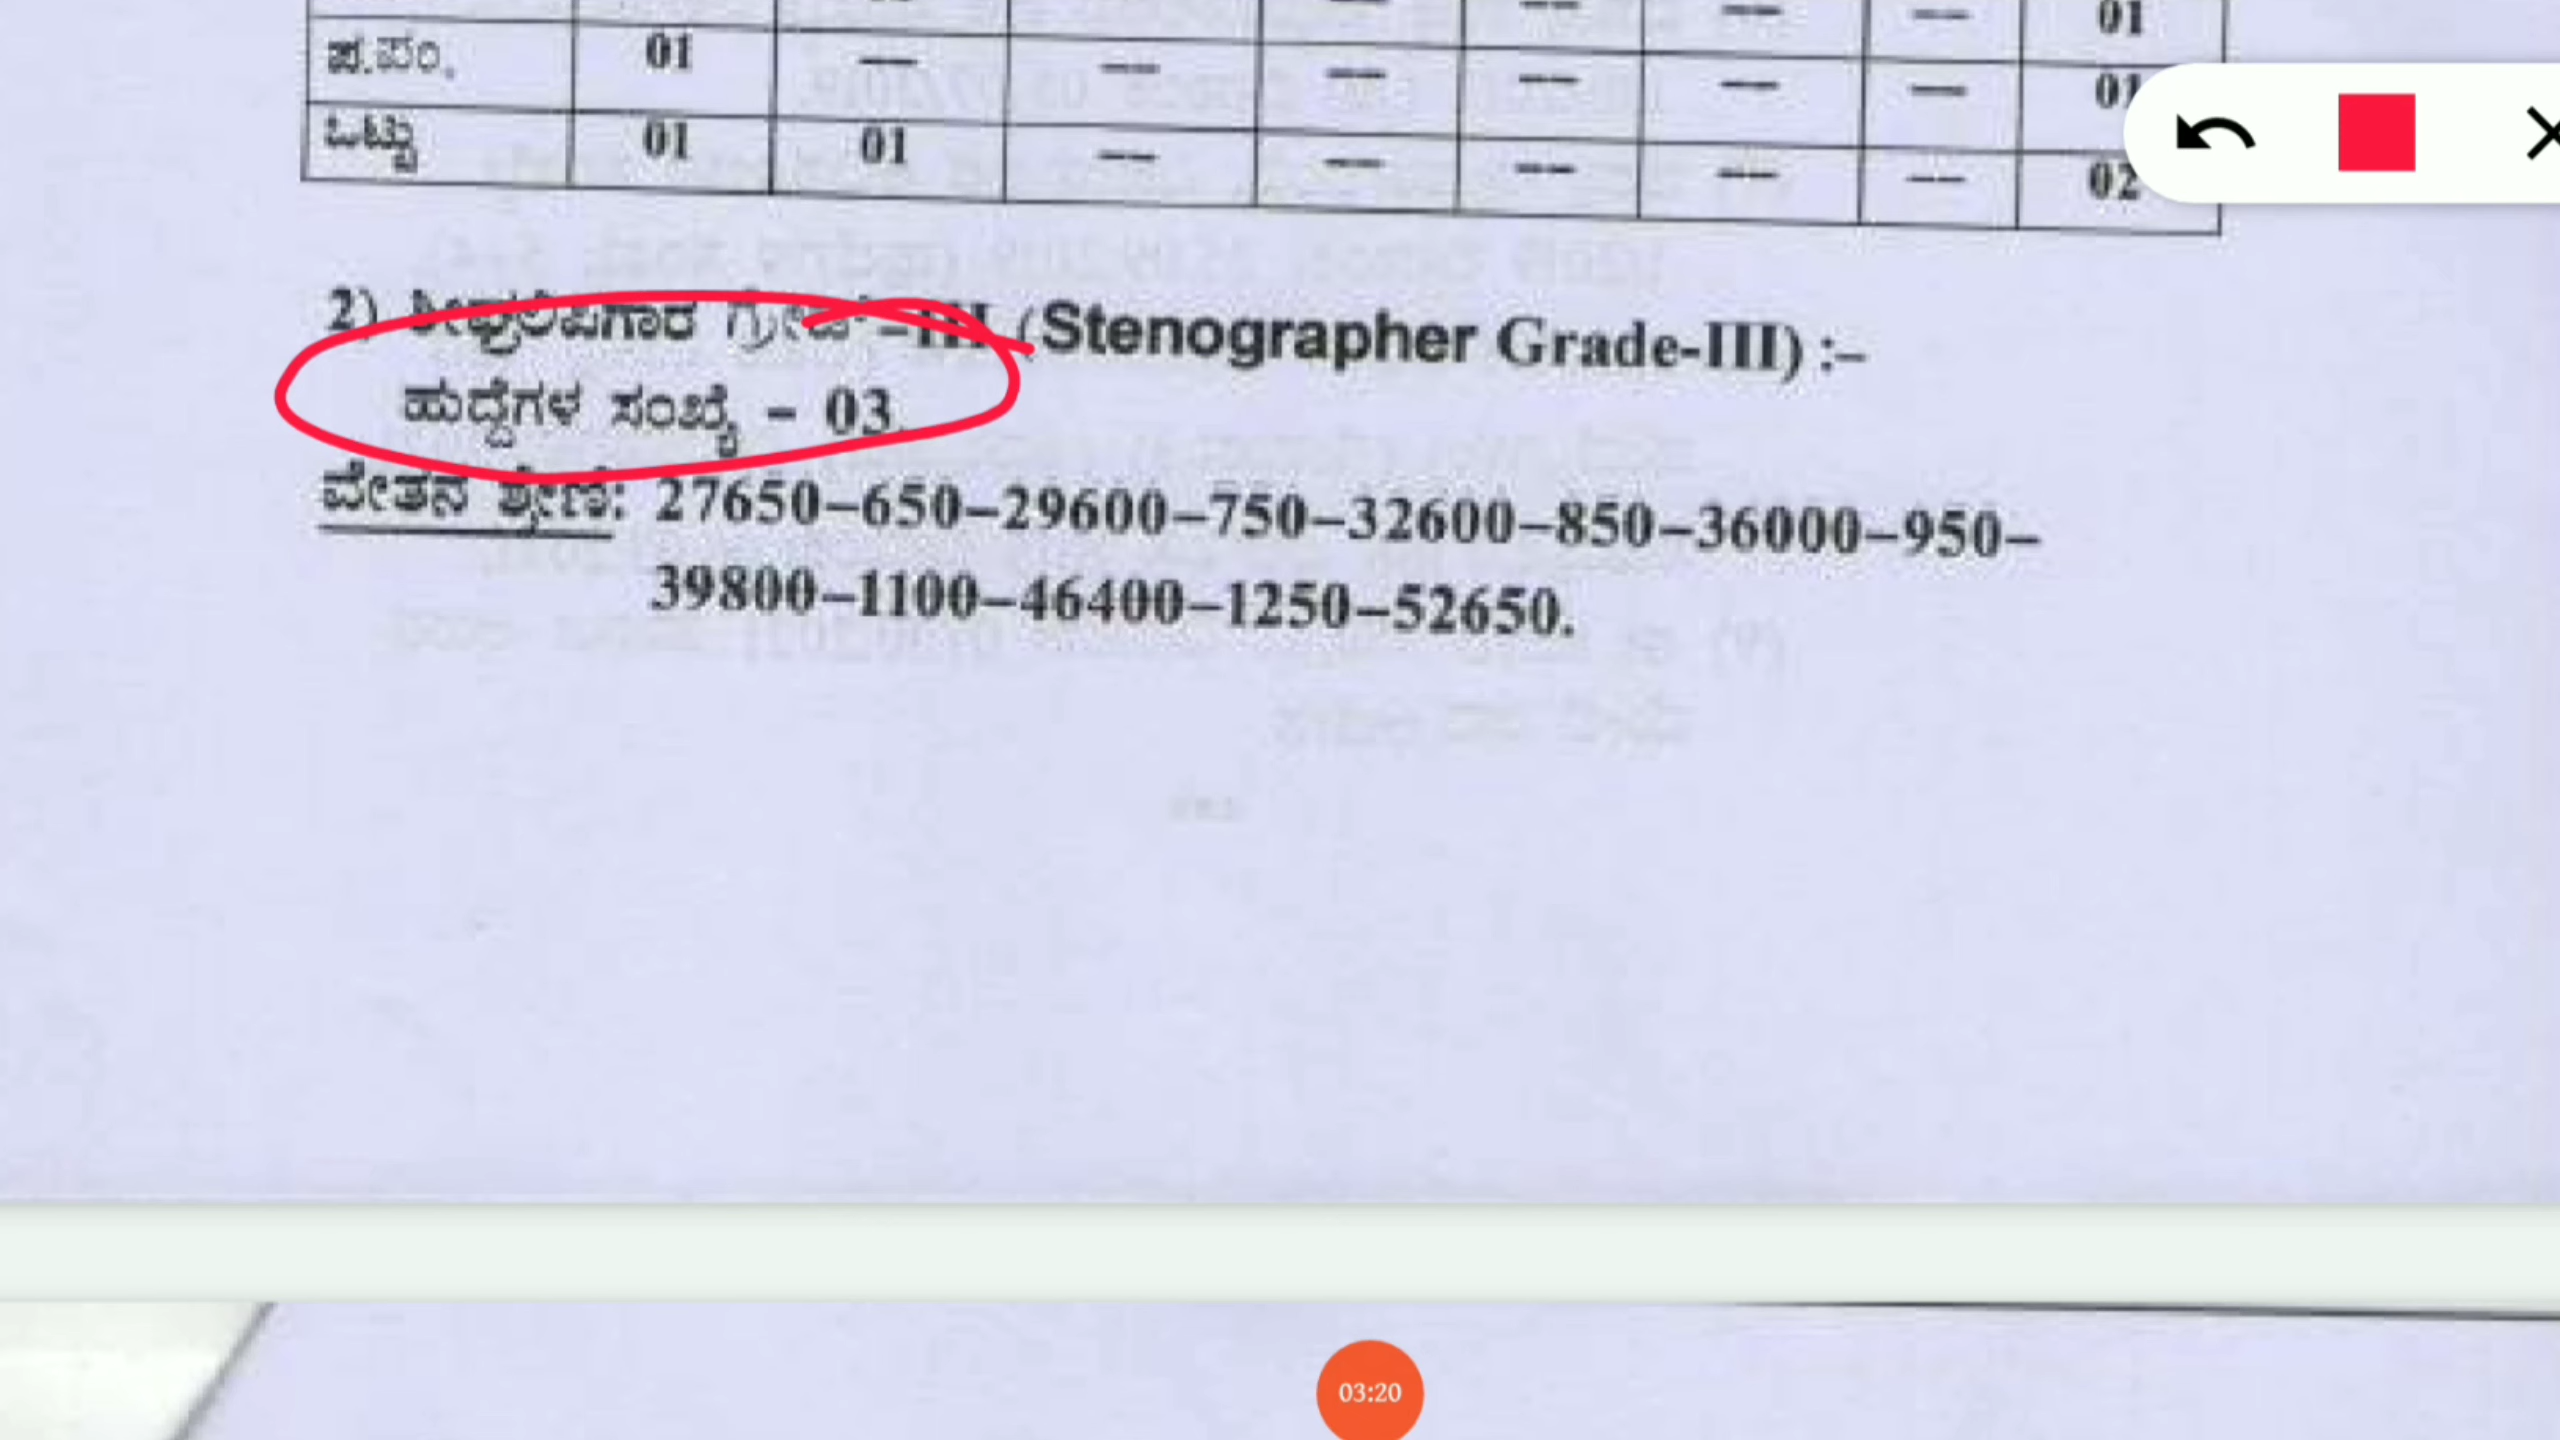 01
ಪ.ಪಂ. 01 — — — — — — 01
ಒಟ್ಟು 01 01 — — — — — 02
2) ಶೀಘ್ರಲಿಪಿಗಾರ ಗ್ರೇಡ್–III (Stenographer Grade-III) :–
ಹುದ್ದೆಗಳ ಸಂಖ್ಯೆ – 03.
ವೇತನ ಶ್ರೇಣಿ: 27650–650–29600–750–32600–850–36000–950–
39800–1100–46400–1250–52650.
03:20